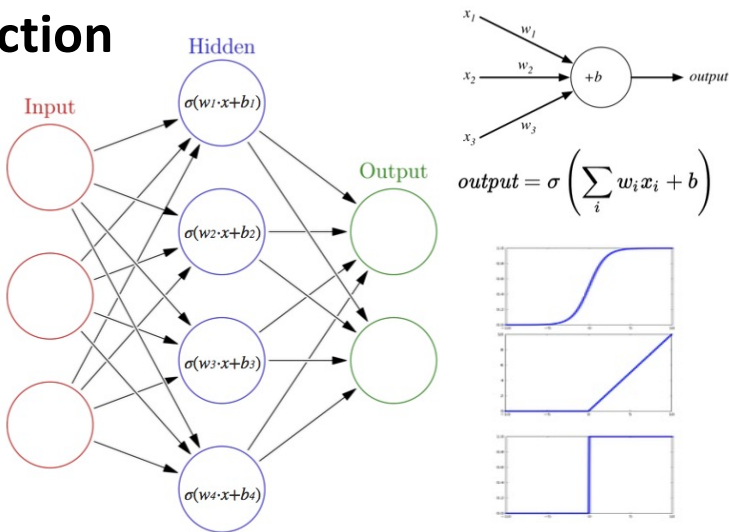 ction
Input
Hidden
Output
σ(w1·x+b1)
σ(w2·x+b2)
σ(w3·x+b3)
σ(w4·x+b4)
x1
w1
x2
w2
x3
w3
+b
output
output = σ (∑i wixi + b)